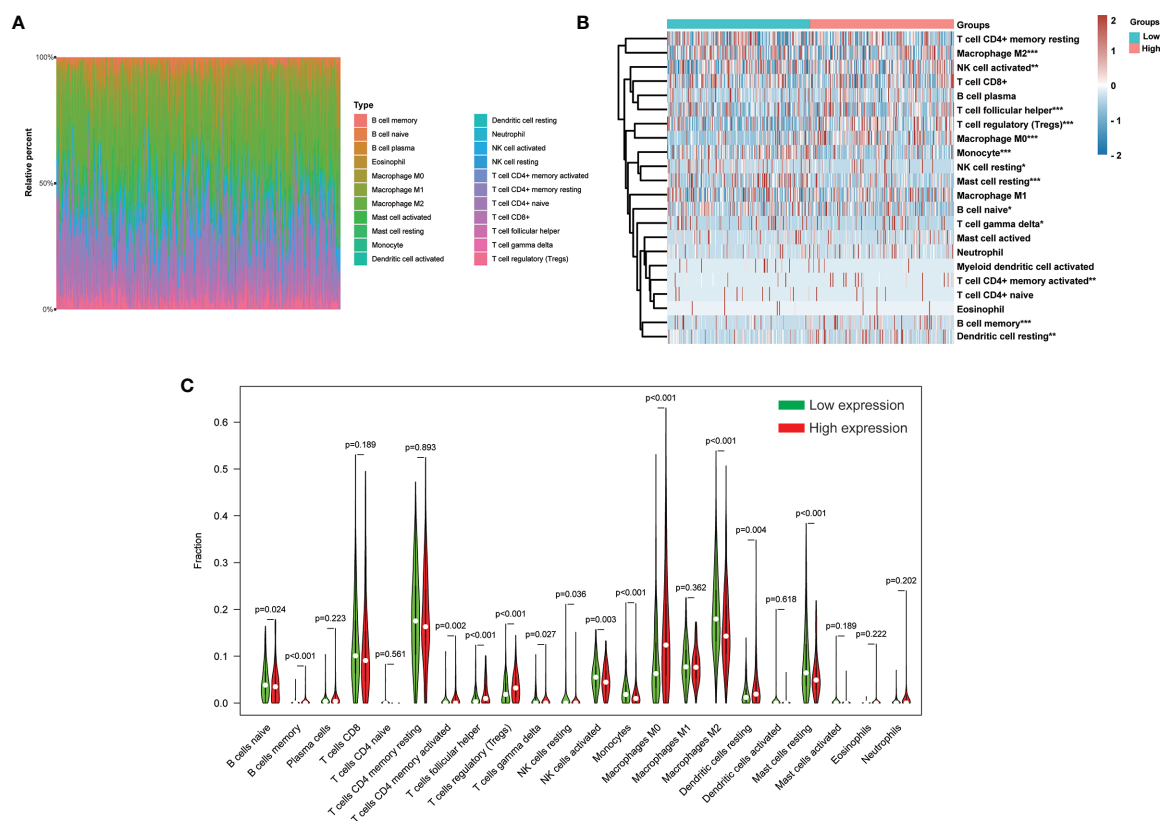 A
Relative percent
100%
50%
0%
Type
B cell memory
B cell naive
B cell plasma
Eosinophil
Macrophage M0
Macrophage M1
Macrophage M2
Mast cell activated
Mast cell resting
Monocyte
Dendritic cell activated
Dendritic cell resting
Neutrophil
NK cell activated
NK cell resting
T cell CD4+ memory activated
T cell CD4+ memory resting
T cell CD4+ naive
T cell CD8+
T cell follicular helper
T cell gamma delta
T cell regulatory (Tregs)
B
Groups
T cell CD4+ memory resting
Macrophage M2***
NK cell activated**
T cell CD8+
B cell plasma
T cell follicular helper***
T cell regulatory (Tregs)***
Macrophage M0***
Monocyte***
NK cell resting*
Mast cell resting***
Macrophage M1
B cell naive*
T cell gamma delta*
Mast cell actived
Neutrophil
Myeloid dendritic cell activated
T cell CD4+ memory activated**
T cell CD4+ naive
Eosinophil
B cell memory***
Dendritic cell resting**
2
1
0
- 1
- 2
Groups
Low
High
C
Fraction
0.6
0.5
0.4
0.3
0.2
0.1
0.0
p=0.024
p<0.001
p=0.223
p=0.189
p=0.561
p=0.893
p=0.002
p<0.001
p<0.001
p=0.027
p=0.036
p=0.003
p<0.001
p<0.001
p=0.362
p<0.001
p=0.004
p=0.618
p<0.001
p=0.189
p=0.222
p=0.202
Low expression
High expression
B cells naive
B cells memory
Plasma cells
T cells CD8
T cells CD4 naive
T cells CD4 memory resting
T cells CD4 memory activated
T cells follicular helper
T cells regulatory (Tregs)
T cells gamma delta
NK cells resting
NK cells activated
Monocytes
Macrophages M0
Macrophages M1
Macrophages M2
Dendritic cells resting
Dendritic cells activated
Mast cells resting
Mast cells activated
Eosinophils
Neutrophils